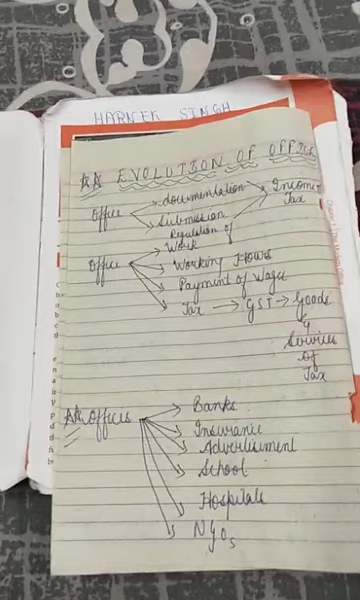 HARNEK SINGH
EVOLUTION OF OFFICE
Office → documentation → Income Tax
→ Submission
Office → Regulation of Work
→ Working Hours
→ Payment of Wages
→ Tax → GST → Goods & Services of Tax
Offices → Banks
→ Insurance
→ Advertisement
→ School
→ Hospitals
→ NGOs